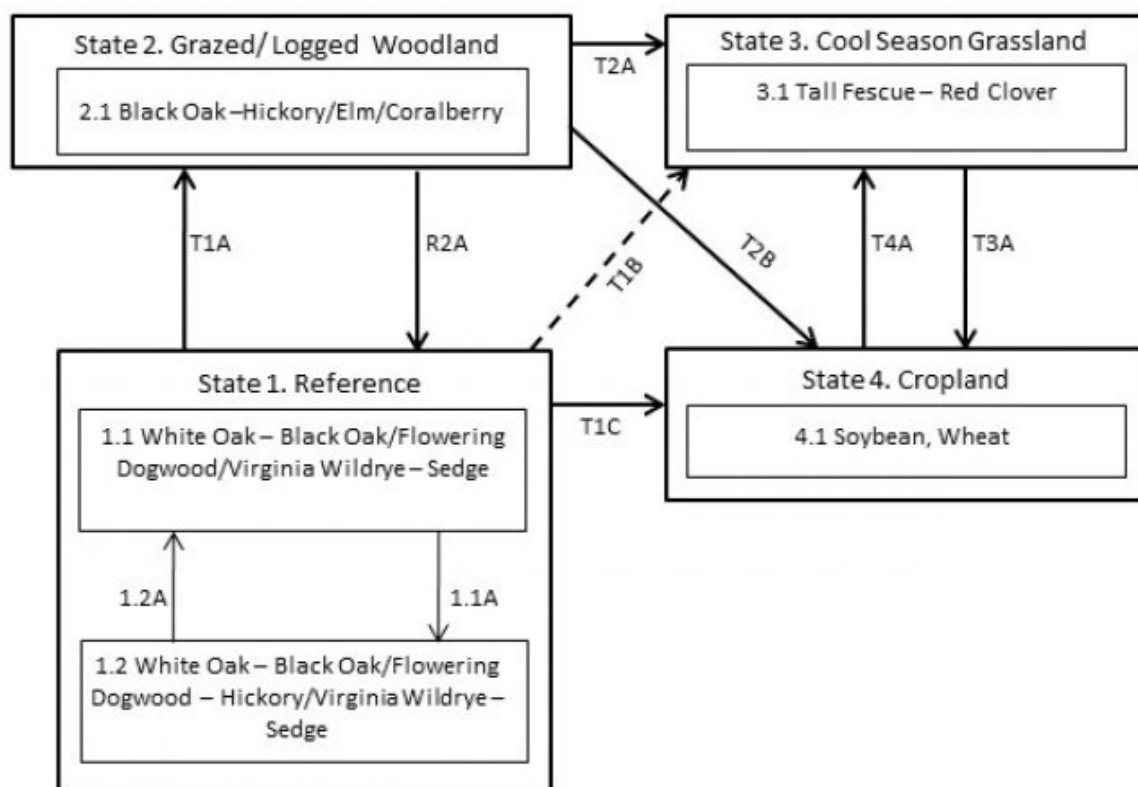 State 2. Grazed/ Logged Woodland
2.1 Black Oak –Hickory/Elm/Coralberry
T2A
State 3. Cool Season Grassland
3.1 Tall Fescue – Red Clover
T1A
R2A
T1B
T2B
T4A
T3A
State 1. Reference
1.1 White Oak – Black Oak/Flowering
Dogwood/Virginia Wildrye – Sedge
1.2A
1.1A
1.2 White Oak – Black Oak/Flowering
Dogwood – Hickory/Virginia Wildrye –
Sedge
T1C
State 4. Cropland
4.1 Soybean, Wheat